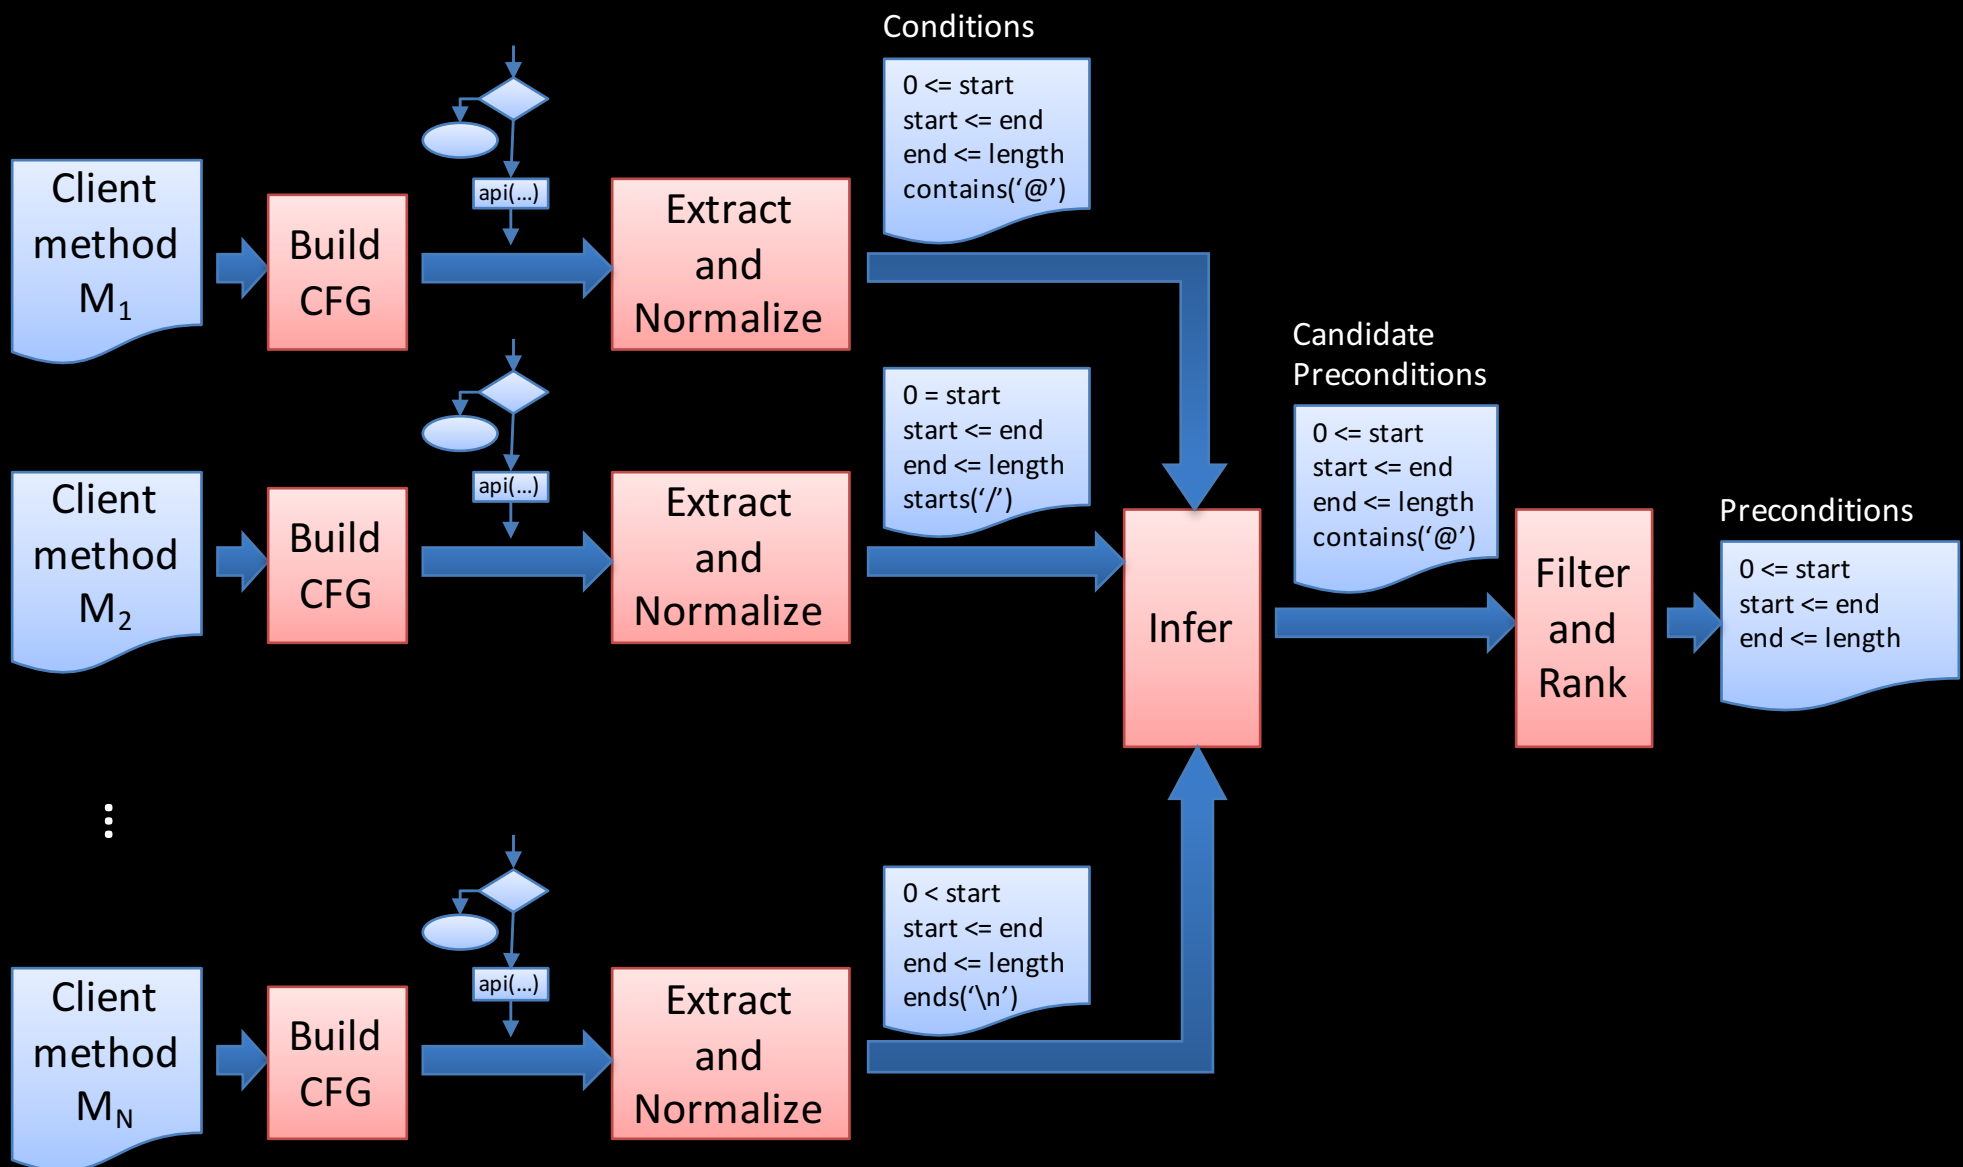 Conditions
0 <= start
start <= end
end <= length
contains(‘@’)
Client
method
M1
Build
CFG
api(...)
Extract
and
Normalize
0 = start
start <= end
end <= length
starts(‘/’)
Client
method
M2
Build
CFG
api(...)
Extract
and
Normalize
Infer
Candidate
Preconditions
0 <= start
start <= end
end <= length
contains(‘@’)
Filter
and
Rank
Preconditions
0 <= start
start <= end
end <= length
⋮
Client
method
MN
Build
CFG
api(...)
Extract
and
Normalize
0 < start
start <= end
end <= length
ends(‘\n’)